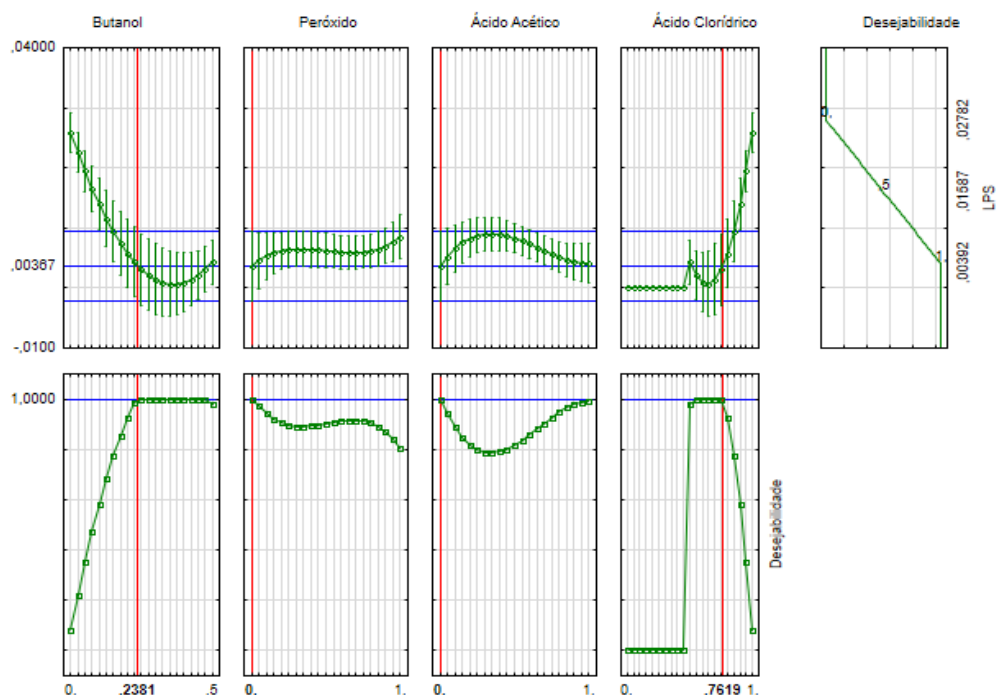 Butanol Peróxido Ácido Acético Ácido Clorídrico Desejabilidade
,04000
,00387
-,0100
0,
,5
1,
,02782
,01587
,00392
LPS
1,0000
Desejabilidade
0. ,2381 ,5 0. 1. 0. 1. 0. ,7619 1.